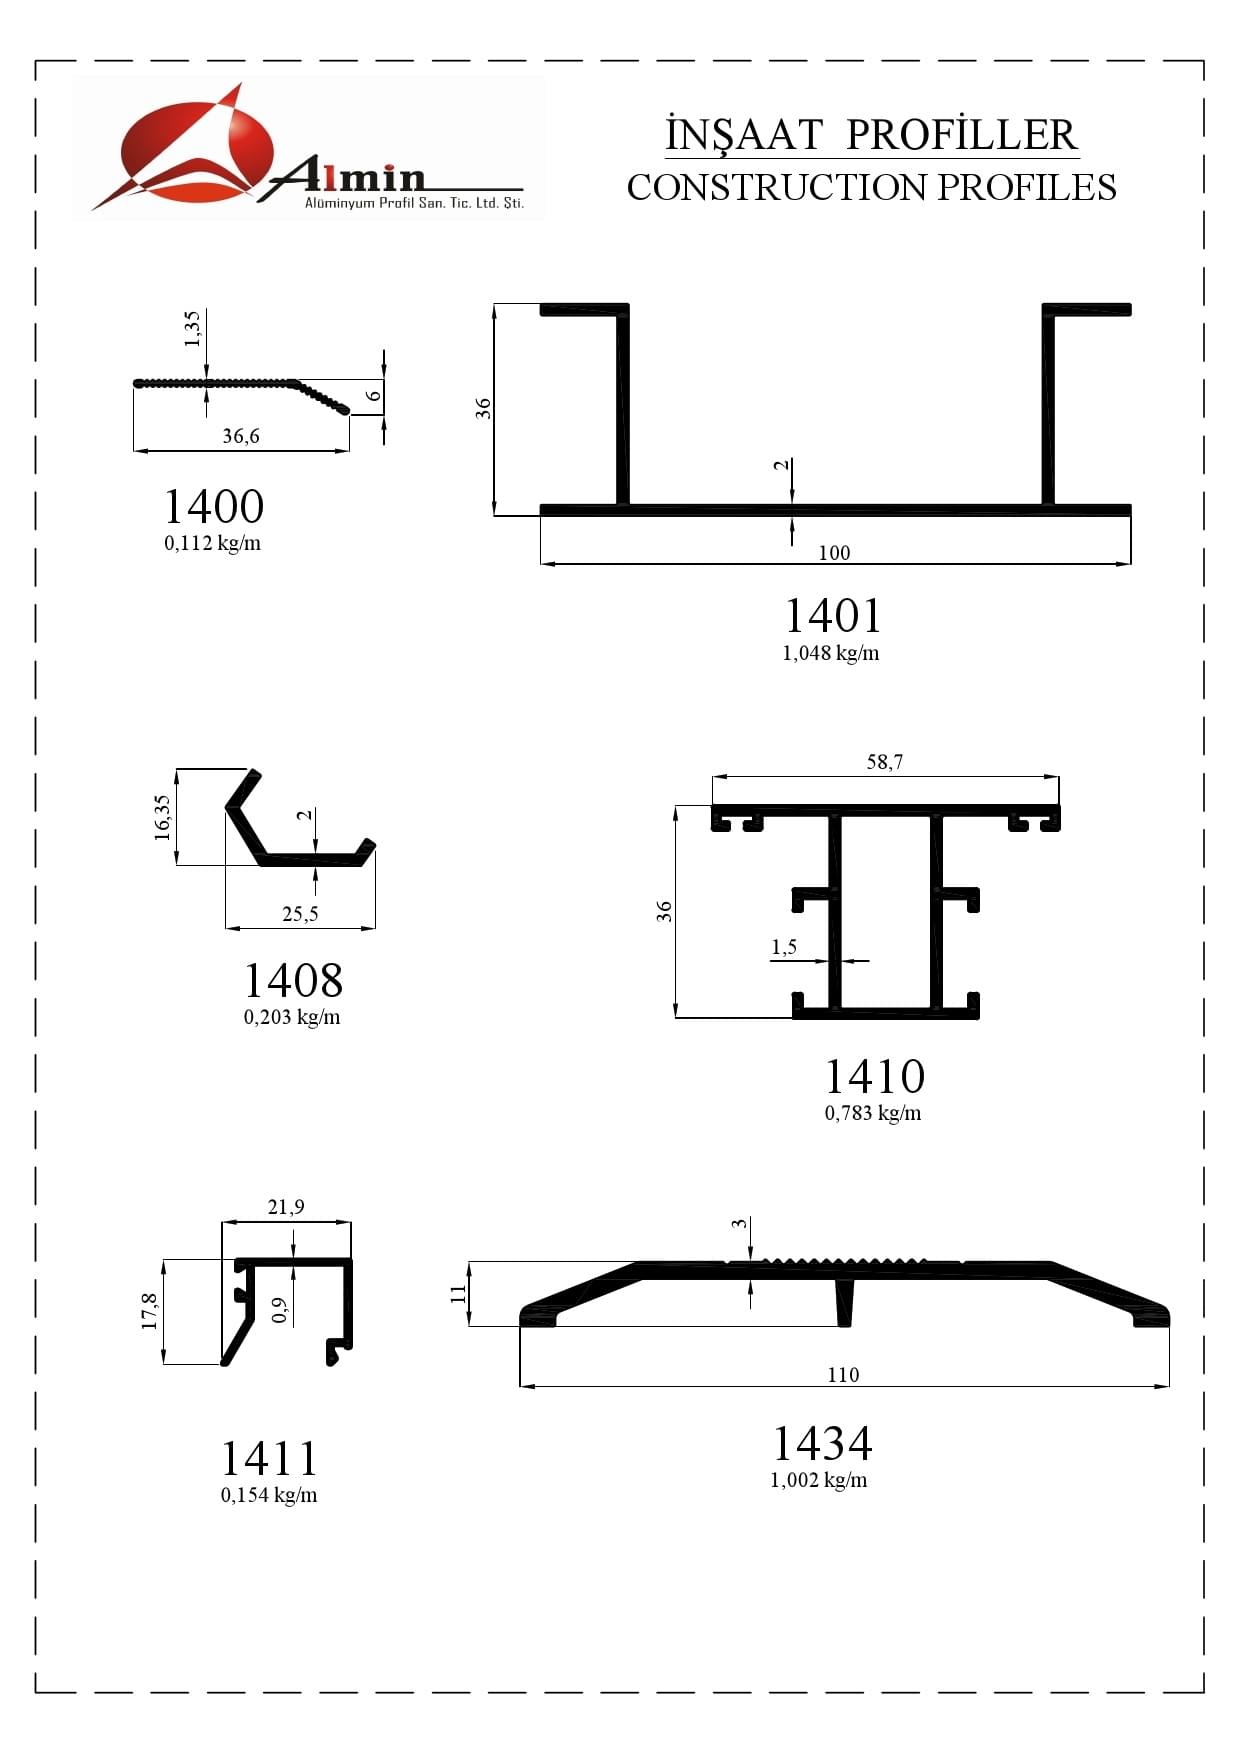 Almin
Alüminyum Profil San. Tic. Ltd. Şti.
İNŞAAT PROFİLLER
CONSTRUCTION PROFILES
1,35
6
36,6
1400
0,112 kg/m
36
2
100
1401
1,048 kg/m
16,35
2
25,5
1408
0,203 kg/m
58,7
36
1,5
1410
0,783 kg/m
21,9
17,8
0,9
1411
0,154 kg/m
3
11
110
1434
1,002 kg/m